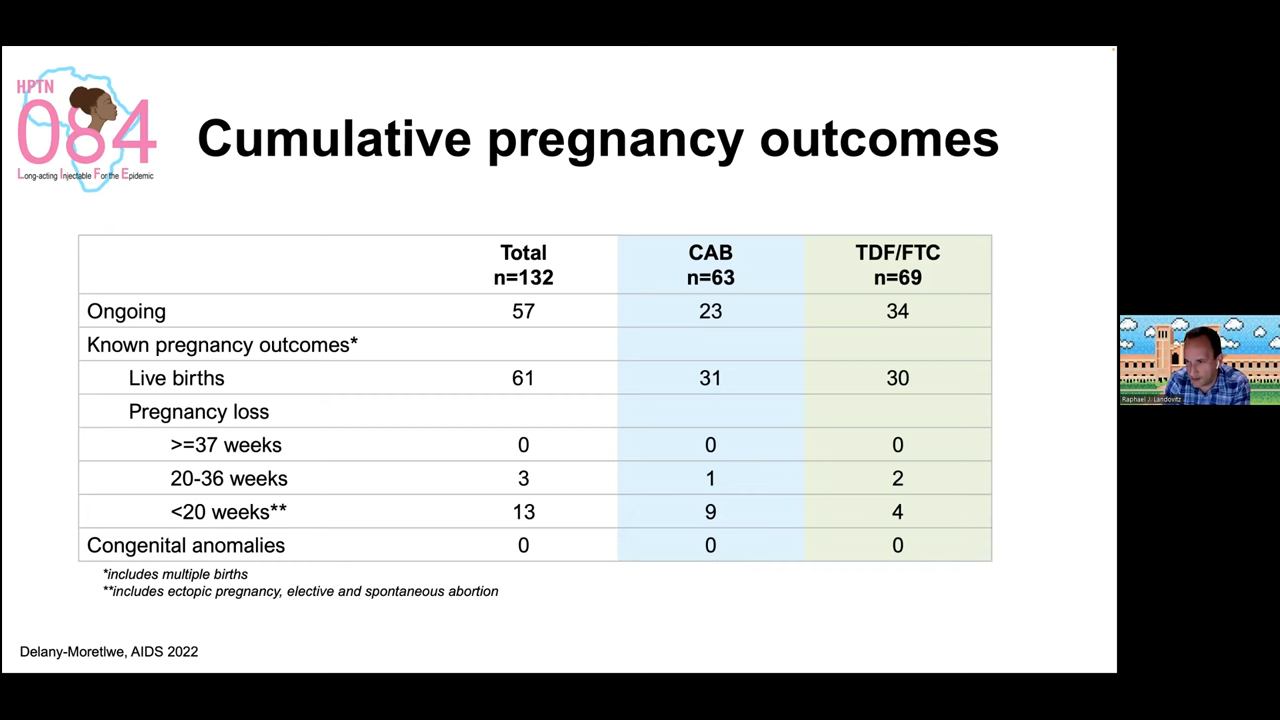 HPTN
084
Long-acting Injectable For the Epidemic
Cumulative pregnancy outcomes
Total CAB TDF/FTC
n=132 n=63 n=69
Ongoing 57 23 34
Known pregnancy outcomes*
Live births 61 31 30
Pregnancy loss
>=37 weeks 0 0 0
20-36 weeks 3 1 2
<20 weeks** 13 9 4
Congenital anomalies 0 0 0
*includes multiple births
**includes ectopic pregnancy, elective and spontaneous abortion
Delany-Moretlwe, AIDS 2022
Raphael J. Landovitz